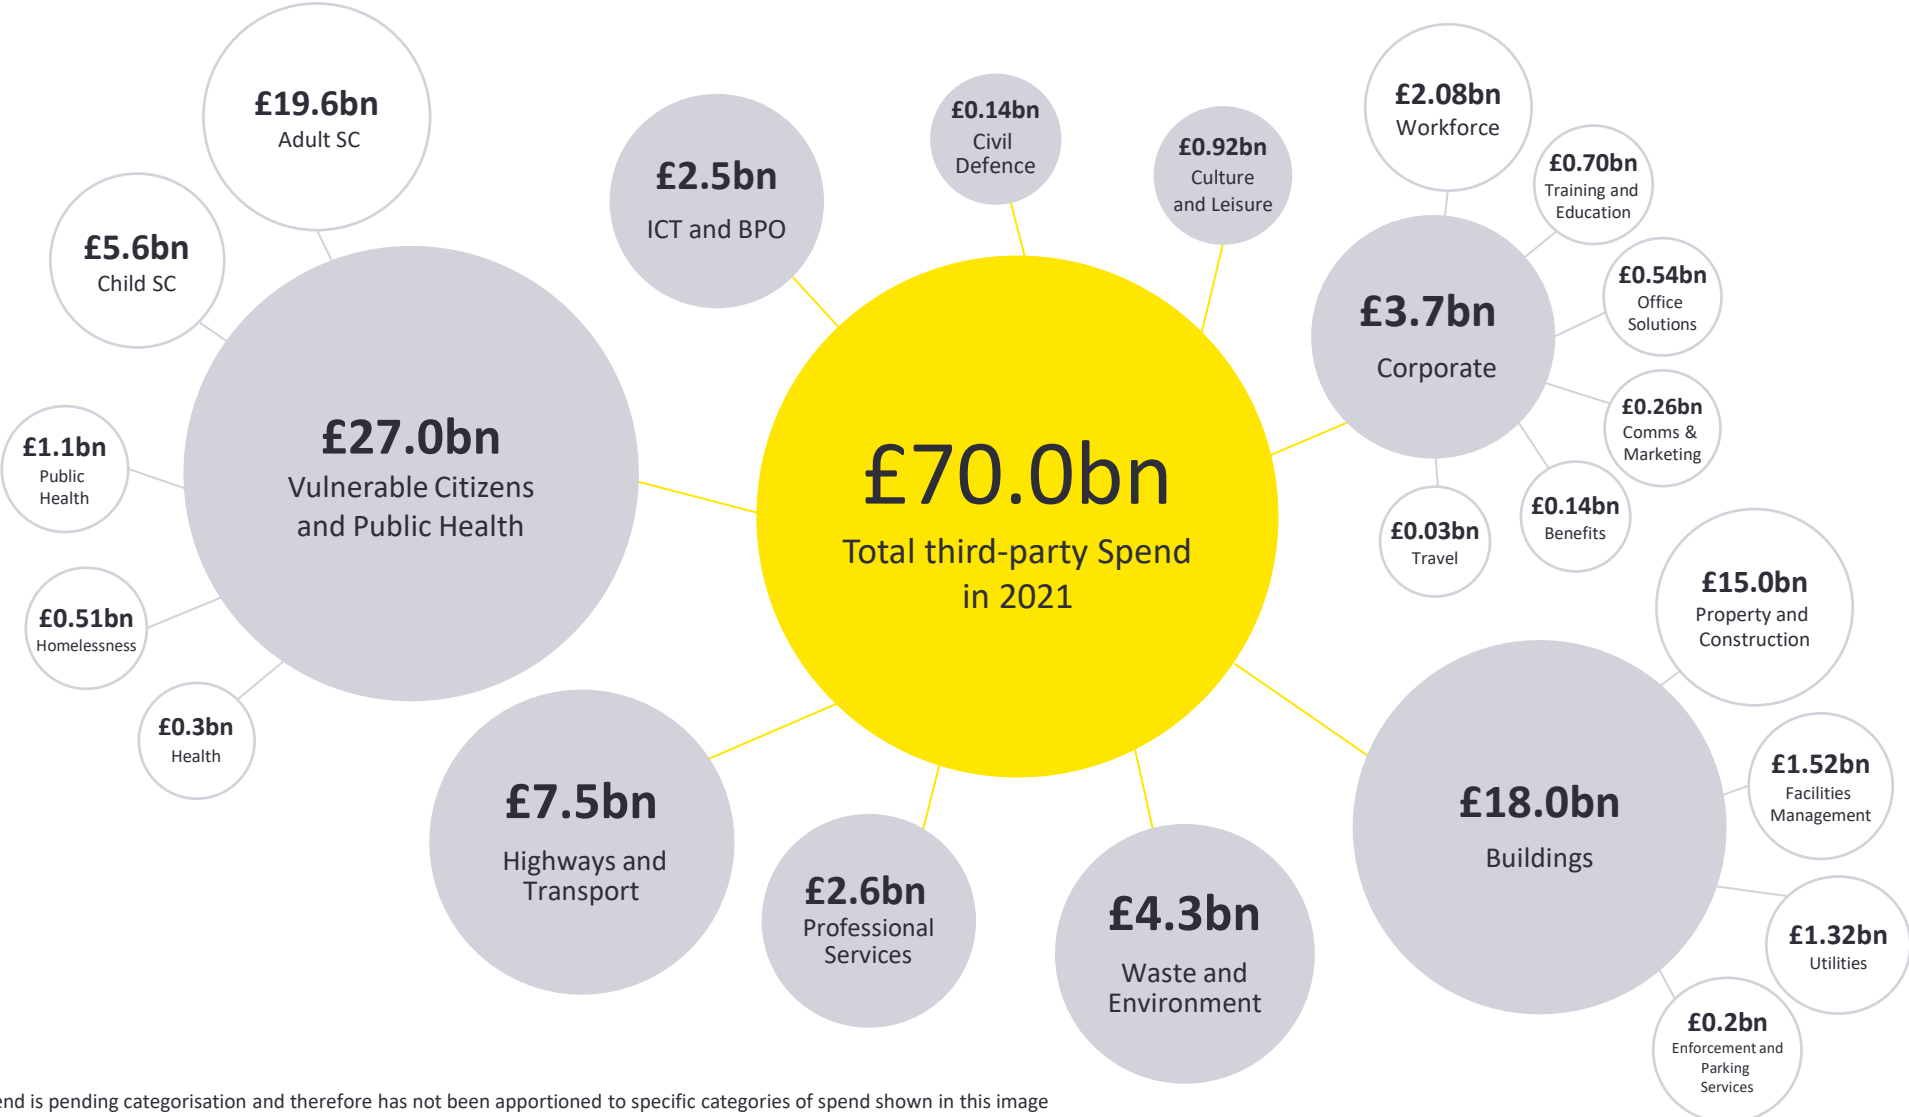 £19.6bn
Adult SC
£5.6bn
Child SC
£1.1bn
Public
Health
£0.51bn
Homelessness
£0.3bn
Health
£27.0bn
Vulnerable Citizens
and Public Health
£2.5bn
ICT and BPO
£0.14bn
Civil
Defence
£0.92bn
Culture
and Leisure
£70.0bn
Total third-party Spend
in 2021
£3.7bn
Corporate
£2.08bn
Workforce
£0.70bn
Training and
Education
£0.54bn
Office
Solutions
£0.26bn
Comms &
Marketing
£0.14bn
Benefits
£0.03bn
Travel
£7.5bn
Highways and
Transport
£2.6bn
Professional
Services
£4.3bn
Waste and
Environment
£18.0bn
Buildings
£15.0bn
Property and
Construction
£1.52bn
Facilities
Management
£1.32bn
Utilities
£0.2bn
Enforcement and
Parking
Services
is pending categorisation and therefore has not been apportioned to specific categories of spend shown in this image